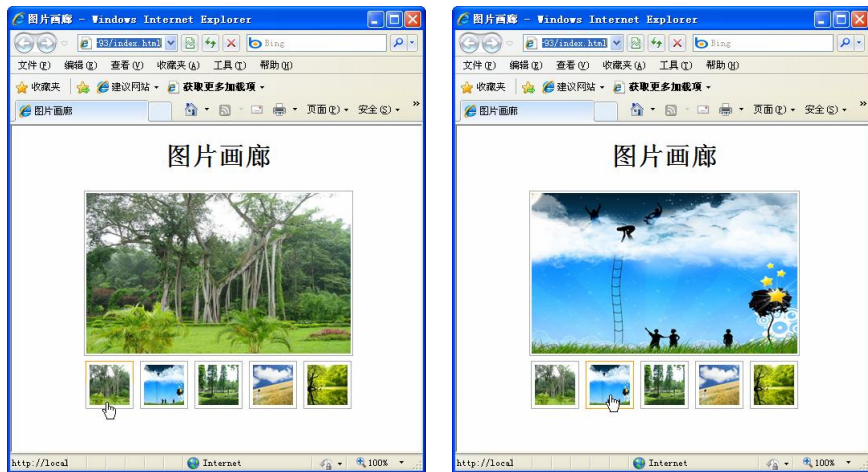 图片画廊 - Windows Internet Explorer
93/index.html
Bing
文件(F) 编辑(E) 查看(V) 收藏夹(A) 工具(T) 帮助(H)
收藏夹 建议网站 获取更多加载项
图片画廊 页面(P) 安全(S) »
图片画廊
http://local Internet 100%
图片画廊 - Windows Internet Explorer
93/index.html
Bing
文件(F) 编辑(E) 查看(V) 收藏夹(A) 工具(T) 帮助(H)
收藏夹 建议网站 获取更多加载项
图片画廊 页面(P) 安全(S) »
图片画廊
http://local Internet 100%